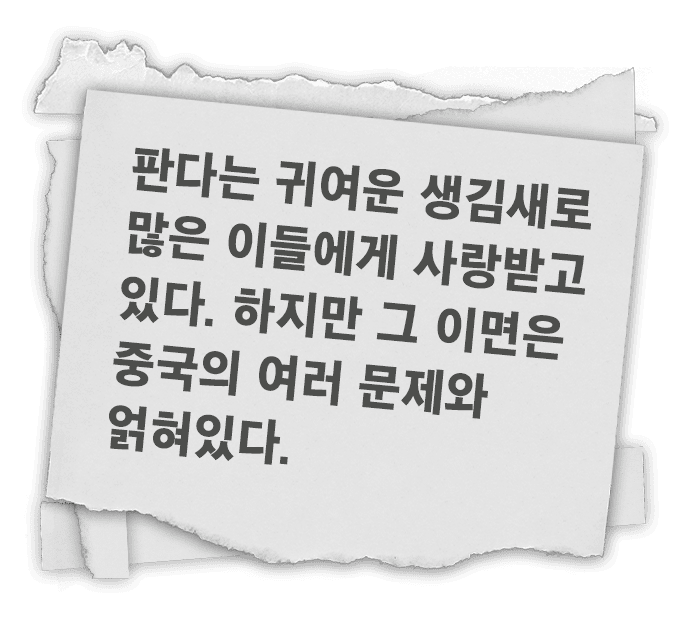 판다는 귀여운 생김새로
많은 이들에게 사랑받고
있다. 하지만 그 이면은
중국의 여러 문제와
얽혀있다.